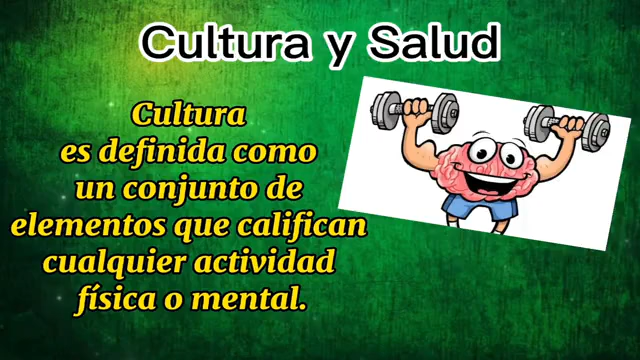 Cultura y Salud
Cultura
es definida como
un conjunto de
elementos que califican
cualquier actividad
física o mental.